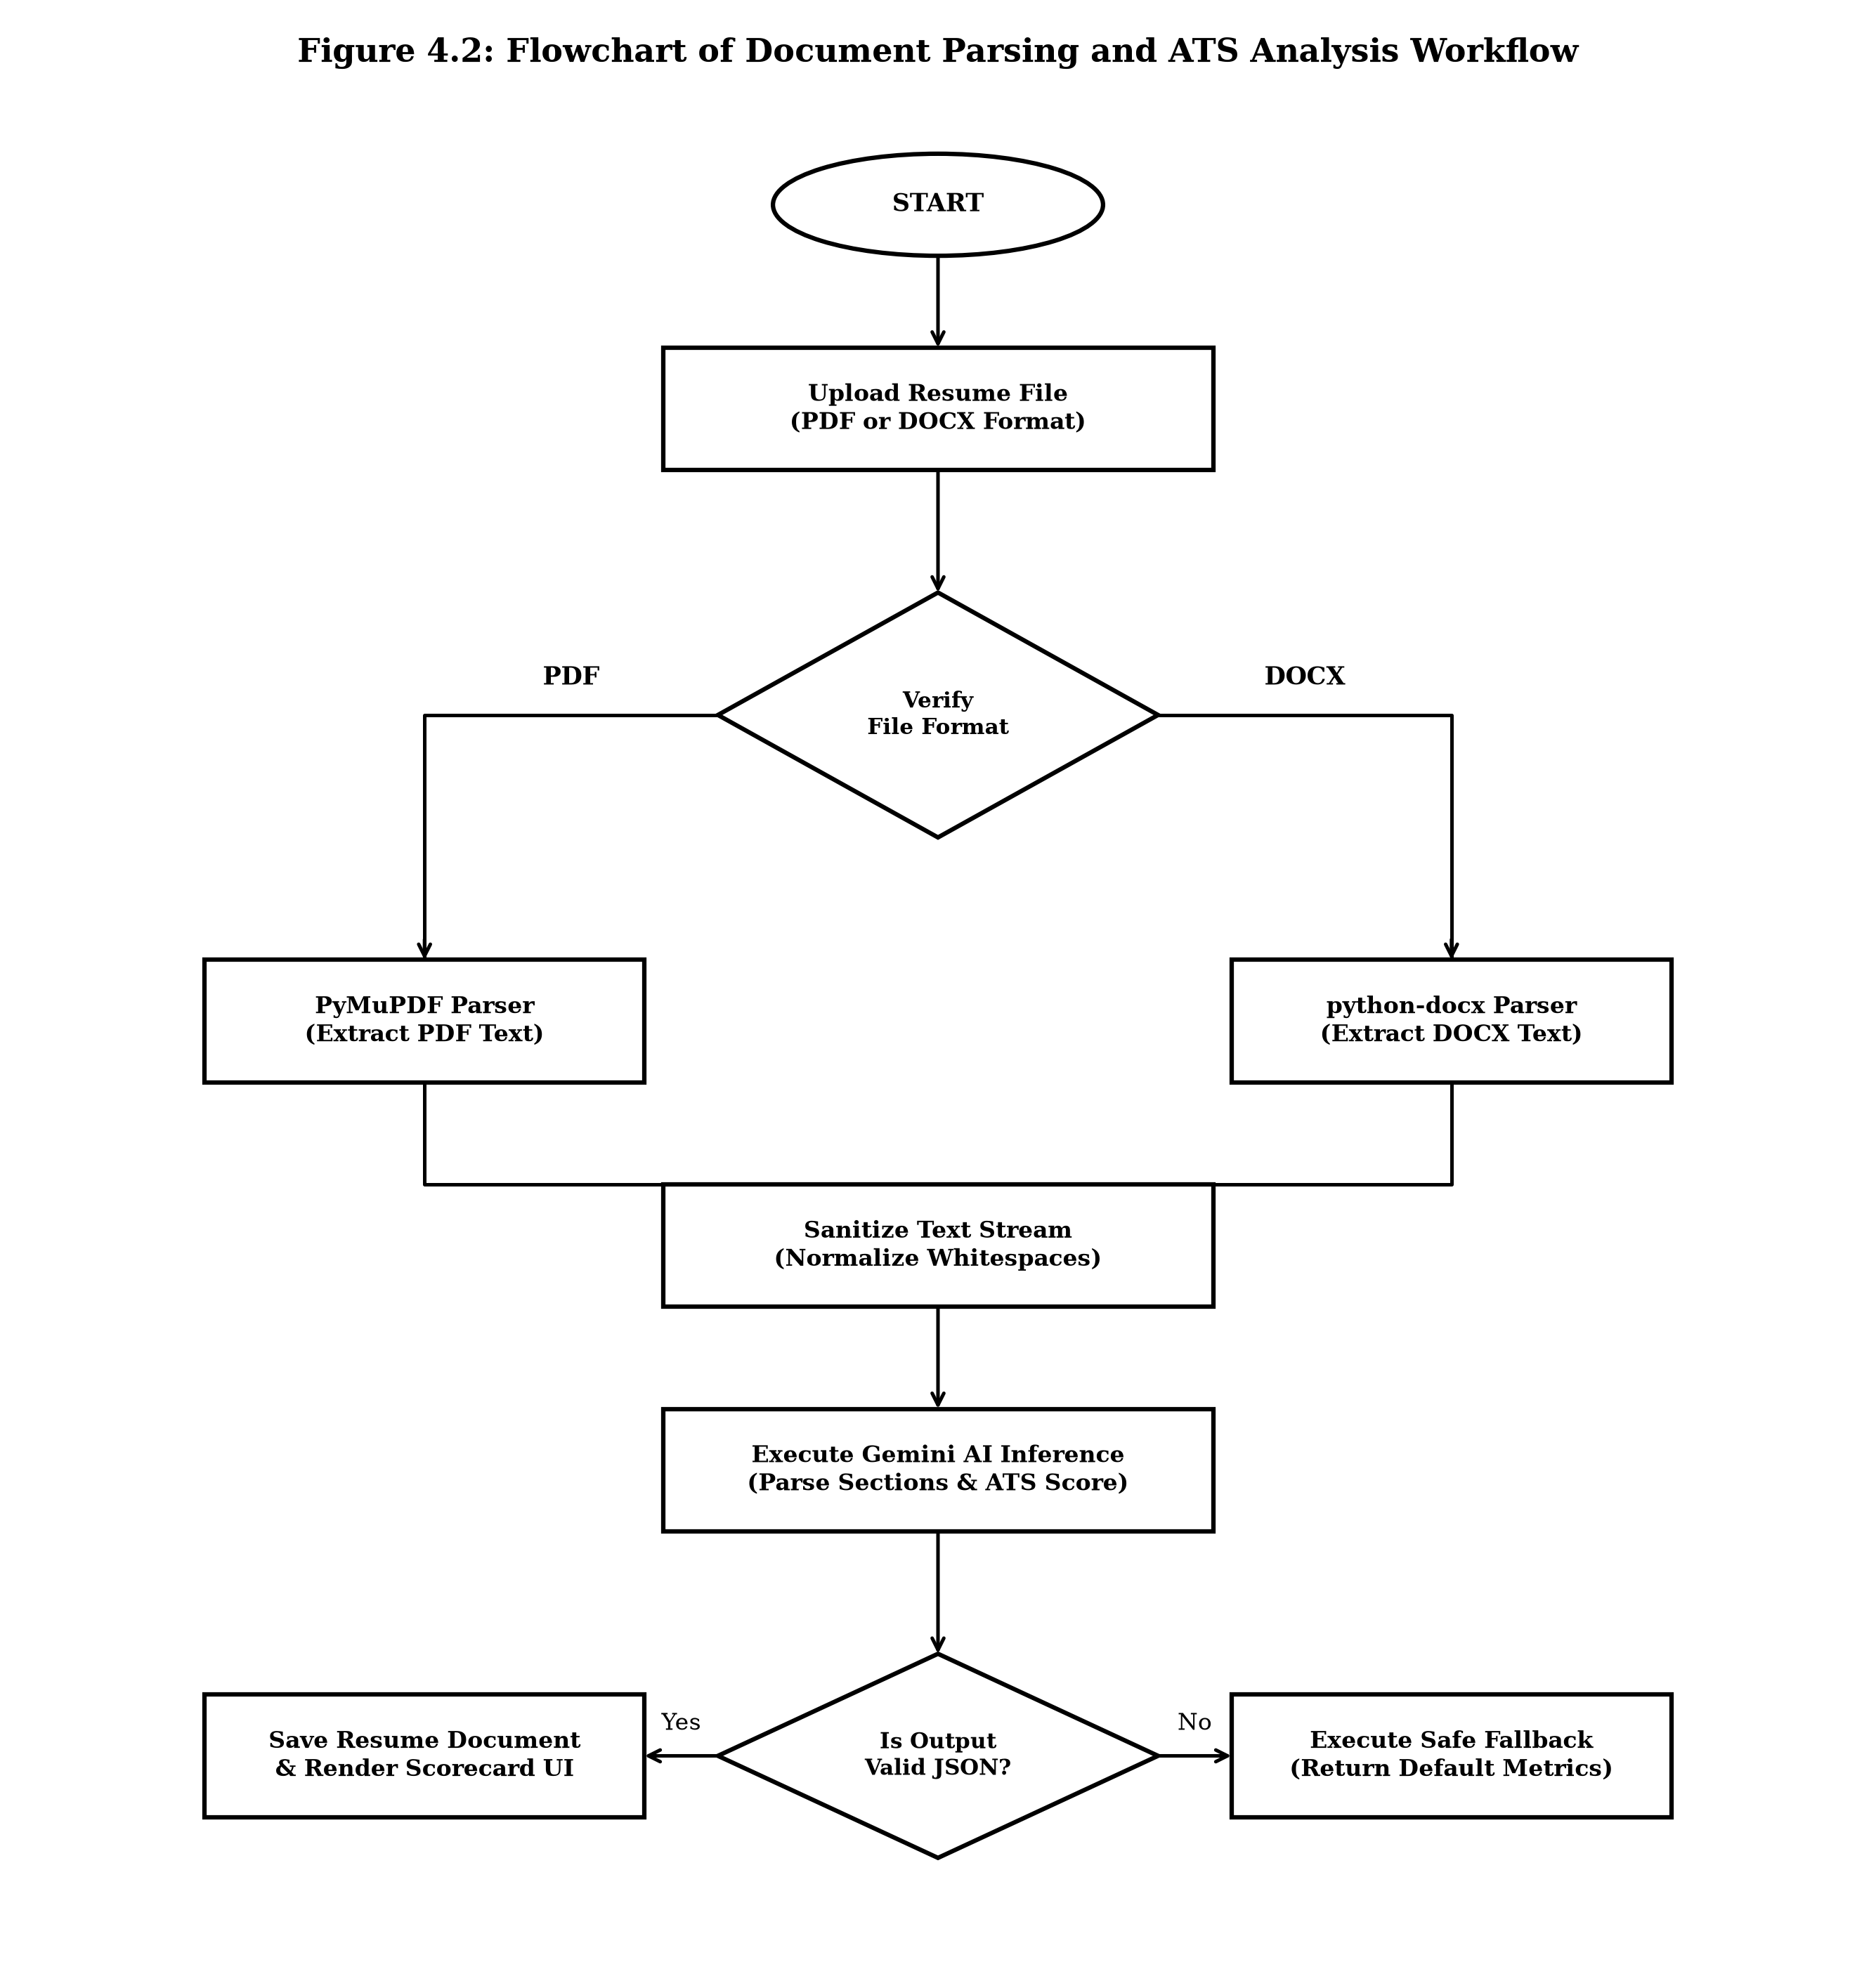 Figure 4.2: Flowchart of Document Parsing and ATS Analysis Workflow
START
Upload Resume File
(PDF or DOCX Format)
PDF
DOCX
Verify
File Format
PyMuPDF Parser
(Extract PDF Text)
python-docx Parser
(Extract DOCX Text)
Sanitize Text Stream
(Normalize Whitespaces)
Execute Gemini AI Inference
(Parse Sections & ATS Score)
Save Resume Document
& Render Scorecard UI
Yes
Is Output
Valid JSON?
No
Execute Safe Fallback
(Return Default Metrics)